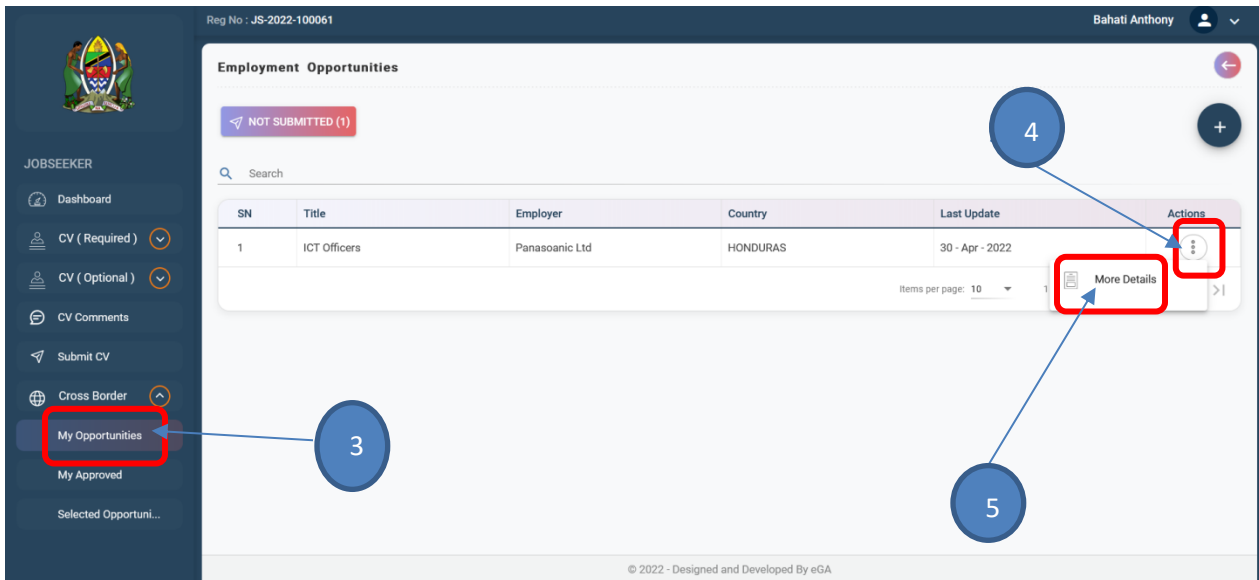 Reg No : JS-2022-100061
Bahati Anthony
Employment Opportunities
NOT SUBMITTED (1)
4
+
JOBSEEKER
Search
Dashboard
SN Title Employer Country Last Update Actions
CV ( Required )
1 ICT Officers Panasoanic Ltd HONDURAS 30 - Apr - 2022
CV ( Optional )
More Details
Items per page: 10 1
CV Comments
Submit CV
Cross Border
My Opportunities
3
My Approved
Selected Opportuni...
5
© 2022 - Designed and Developed By eGA